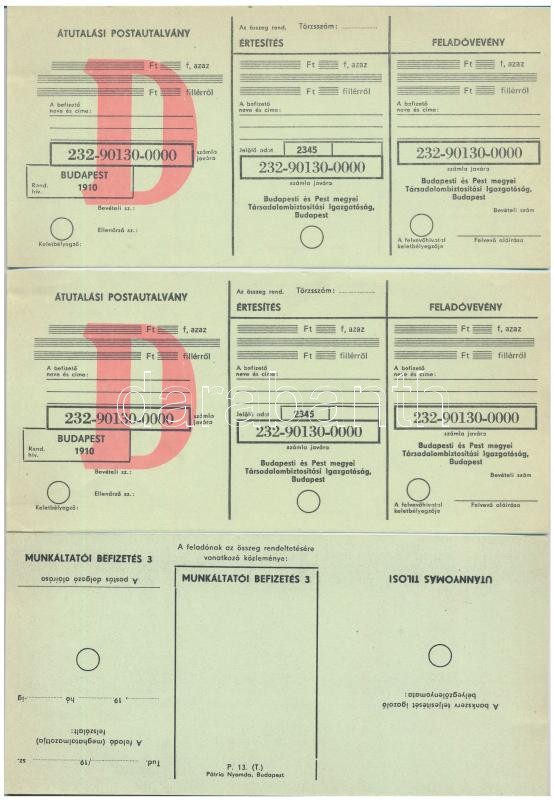 ÁTUTALÁSI POSTAUTALVÁNY
Ft f, azaz
fillérről
A befizető
neve és címe:
D
232-90130-0000
számla
javára
BUDAPEST
1910
Rend.
hiv.
Bevételi sz.:
Ellenőrző sz.:
Keletbélyegző:
Az összeg rend. Törzsszám:
ÉRTESÍTÉS
Ft f, azaz
fillérről
A befizető
neve és címe:
Jelölő adat 2345
232-90130-0000
számla javára
Budapesti és Pest megyei
Társadalombiztosítási Igazgatóság,
Budapest
FELADÓVEVÉNY
Ft f, azaz
fillérről
A befizető
neve és címe:
232-90130-0000
számla javára
Budapesti és Pest megyei
Társadalombiztosítási Igazgatóság,
Budapest
Bevételi szám
A felvevőhivatal
keletbélyegzője
Felvevő aláírása
ÁTUTALÁSI POSTAUTALVÁNY
Ft f, azaz
fillérről
A befizető
neve és címe:
D
232-90130-0000
számla
javára
BUDAPEST
1910
Rend.
hiv.
Bevételi sz.:
Ellenőrző sz.:
Keletbélyegző:
Az összeg rend. Törzsszám:
ÉRTESÍTÉS
Ft f, azaz
fillérről
A befizető
neve és címe:
Jelölő adat 2345
232-90130-0000
számla javára
Budapesti és Pest megyei
Társadalombiztosítási Igazgatóság,
Budapest
FELADÓVEVÉNY
Ft f, azaz
fillérről
A befizető
neve és címe:
232-90130-0000
számla javára
Budapesti és Pest megyei
Társadalombiztosítási Igazgatóság,
Budapest
Bevételi szám
A felvevőhivatal
keletbélyegzője
Felvevő aláírása
darabanth
MUNKÁLTATÓI BEFIZETÉS 3
Tud. /19 sz.
A feladó (meghatalmazottja)
felszólalt:
, 19 hó -ig
A postás dolgozó aláírása
A feladónak az összeg rendeltetésére
vonatkozó közleménye:
MUNKÁLTATÓI BEFIZETÉS 3
P. 13. (T.)
Pátria Nyomda, Budapest
A bankszerv teljesítését igazoló
bélyegzőlenyomata:
UTÁNNYOMÁS TILOS!